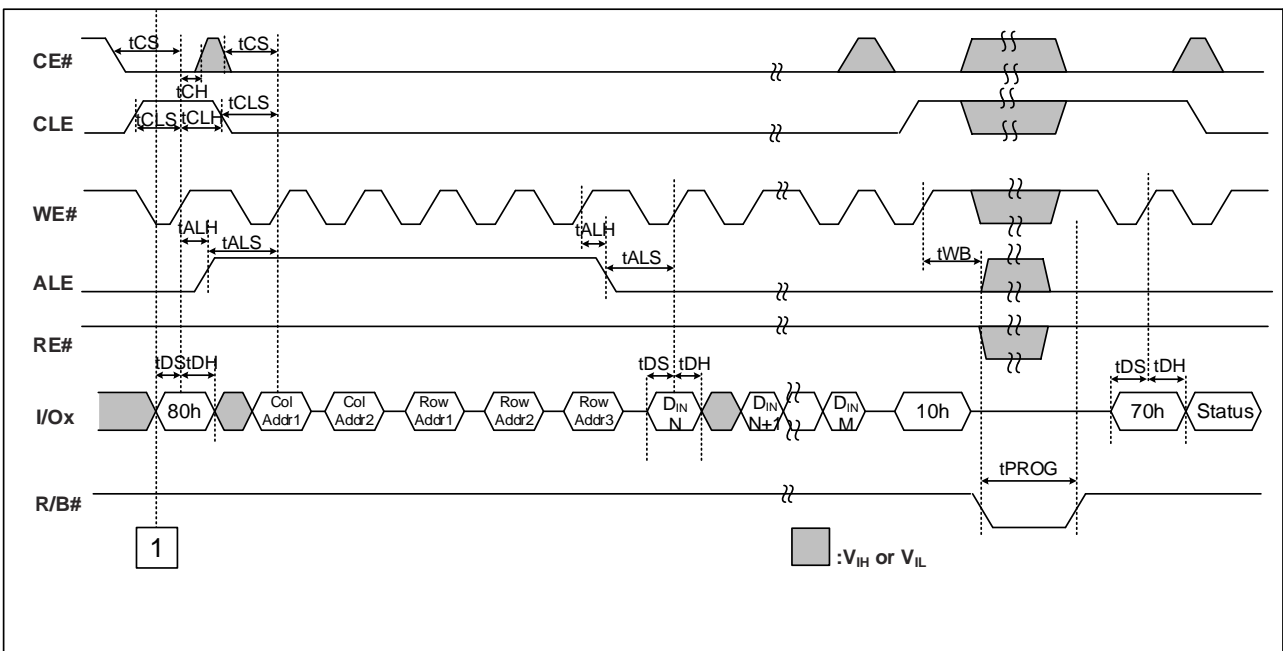 tCS
tCS
CE#
tCH
tCLS
tCLS
tCLH
CLE
WE#
tALH
tALH
tALS
tALS
tWB
ALE
RE#
tDS
tDH
tDS
tDH
tDS
tDH
I/Ox
80h
Col
Addr1
Col
Addr2
Row
Addr1
Row
Addr2
Row
Addr3
DIN
N
DIN
N+1
DIN
M
10h
70h
Status
tPROG
R/B#
1
:VIH or VIL